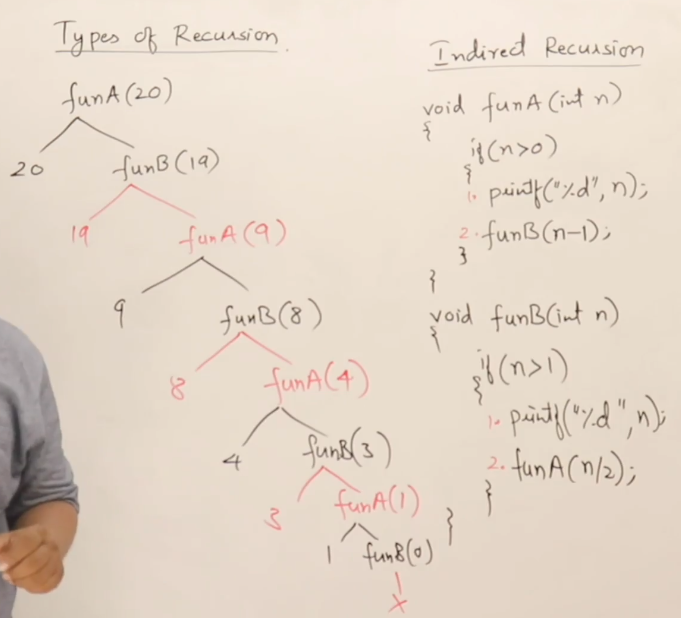 Types of Recursion.
funA(20)
20 funB(19)
19 funA(9)
9 funB(8)
8 funA(4)
4 funB(3)
3 funA(1)
1 funB(0)
x
Indirect Recursion
void funA(int n)
{
if(n>0)
{
1. printf("%d", n);
2. funB(n-1);
}
}
void funB(int n)
{
if(n>1)
{
1. printf("%d", n);
2. funA(n/2);
}
}